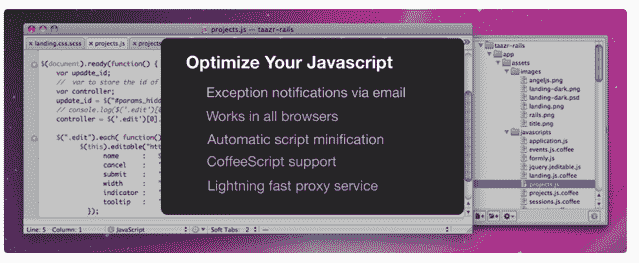 projects.js — taazr-rails
landing.css.scss
projects.js
Optimize Your Javascript
Exception notifications via email
Works in all browsers
Automatic script minification
CoffeeScript support
Lightning fast proxy service
$(document).ready(function() {
var update_id;
// var to store the id of
var controller;
update_id = $("#params_hidd
// console.log($('.edit')[0
controller = $('.edit')[0].
$(".edit").each( function()
$(this).editable("htt
name :
cancel :
submit :
width :
indicator :
tooltip :
});
Line: 5 Column: 1
JavaScript
Soft Tabs: 2
taazr-rails
app
assets
images
angeljs.png
landing-dark.png
landing-dark.psd
landing.png
rails.png
title.png
javascripts
application.js
events.js.coffee
formly.js
jquery.jeditable.js
landing.js.coffee
projects.js
projects.js.coffee
sessions.js.coffee